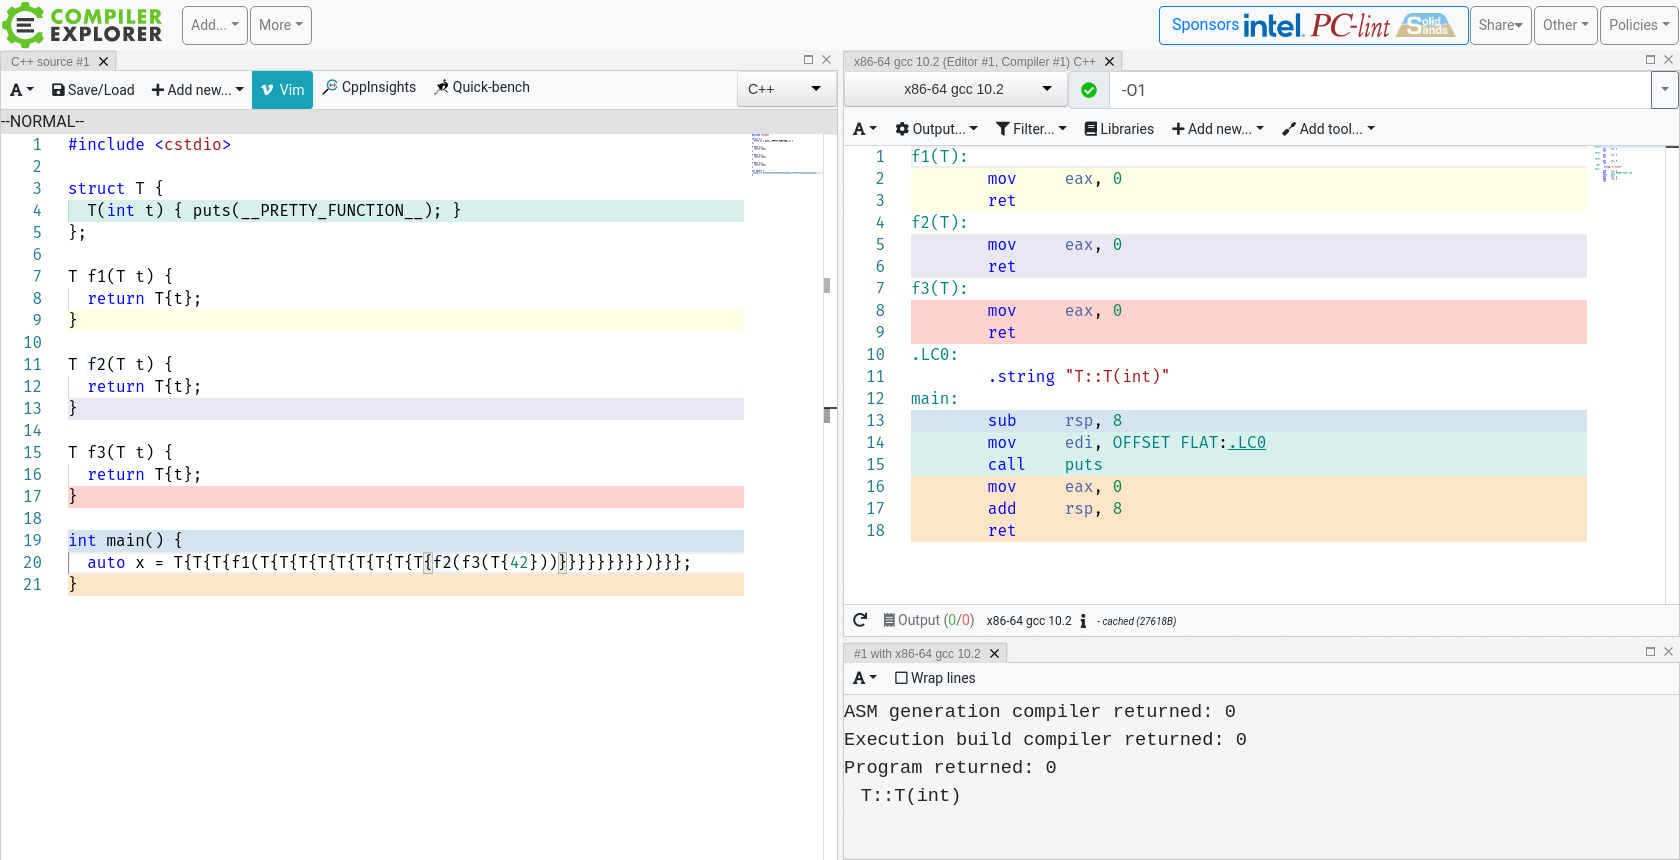 COMPILER
EXPLORER
Add...
More
Sponsors intel. PC-lint Solid Sands
Share
Other
Policies
C++ source #1
A
Save/Load
Add new...
Vim
CppInsights
Quick-bench
C++
--NORMAL--
1 #include <cstdio>
2
3 struct T {
4   T(int t) { puts(__PRETTY_FUNCTION__); }
5 };
6
7 T f1(T t) {
8   return T{t};
9 }
10
11 T f2(T t) {
12   return T{t};
13 }
14
15 T f3(T t) {
16   return T{t};
17 }
18
19 int main() {
20   auto x = T{T{T{f1(T{T{T{T{T{T{T{T{T{f2(f3(T{42}))}}}}}}}}})}}};
21 }
x86-64 gcc 10.2 (Editor #1, Compiler #1) C++
x86-64 gcc 10.2
-O1
A
Output...
Filter...
Libraries
Add new...
Add tool...
1 f1(T):
2         mov     eax, 0
3         ret
4 f2(T):
5         mov     eax, 0
6         ret
7 f3(T):
8         mov     eax, 0
9         ret
10 .LC0:
11         .string "T::T(int)"
12 main:
13         sub     rsp, 8
14         mov     edi, OFFSET FLAT:.LC0
15         call    puts
16         mov     eax, 0
17         add     rsp, 8
18         ret
Output (0/0) x86-64 gcc 10.2 i - cached (27618B)
#1 with x86-64 gcc 10.2
A
Wrap lines
ASM generation compiler returned: 0
Execution build compiler returned: 0
Program returned: 0
T::T(int)